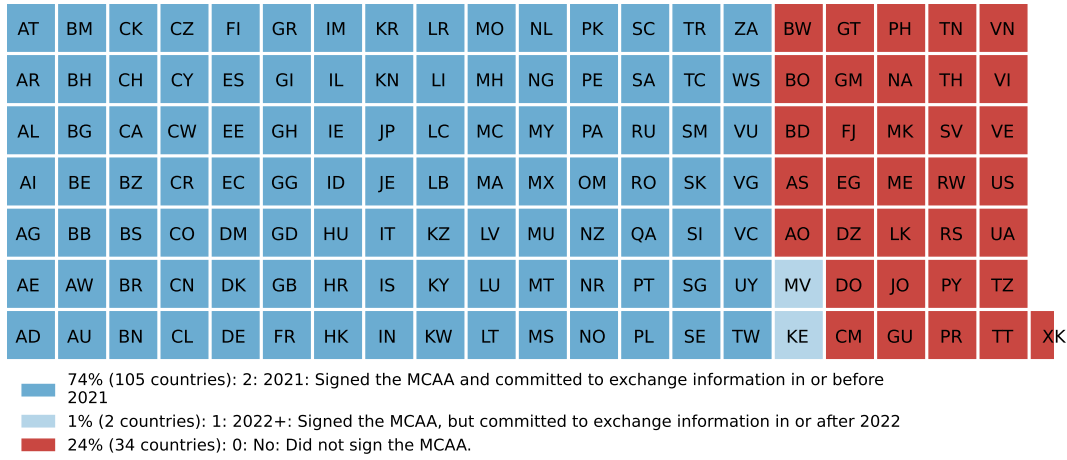 AT BM CK CZ FI GR IM KR LR MO NL PK SC TR ZA BW GT PH TN VN
AR BH CH CY ES GI IL KN LI MH NG PE SA TC WS BO GM NA TH VI
AL BG CA CW EE GH IE JP LC MC MY PA RU SM VU BD FJ MK SV VE
AI BE BZ CR EC GG ID JE LB MA MX OM RO SK VG AS EG ME RW US
AG BB BS CO DM GD HU IT KZ LV MU NZ QA SI VC AO DZ LK RS UA
AE AW BR CN DK GB HR IS KY LU MT NR PT SG UY MV DO JO PY TZ
AD AU BN CL DE FR HK IN KW LT MS NO PL SE TW KE CM GU PR TT XK
74% (105 countries): 2: 2021: Signed the MCAA and committed to exchange information in or before
2021
1% (2 countries): 1: 2022+: Signed the MCAA, but committed to exchange information in or after 2022
24% (34 countries): 0: No: Did not sign the MCAA.